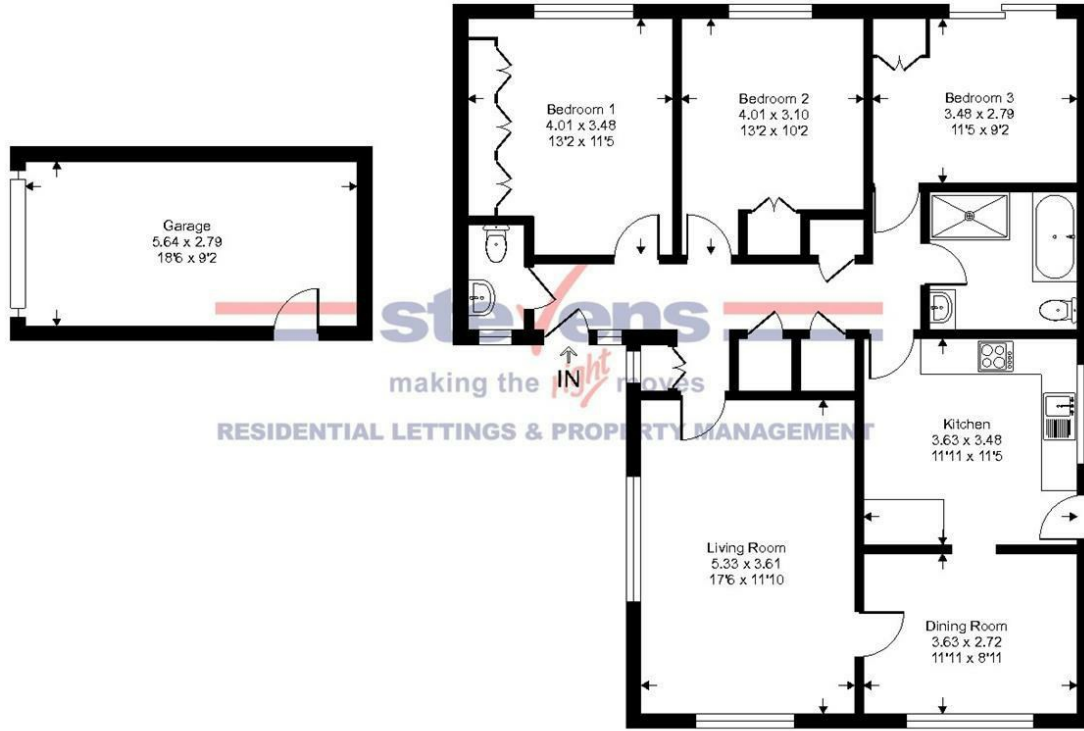 Bedroom 1
4.01 x 3.48
13'2 x 11'5
Bedroom 2
4.01 x 3.10
13'2 x 10'2
Bedroom 3
3.48 x 2.79
11'5 x 9'2
Garage
5.64 x 2.79
18'6 x 9'2
stevens
making the right moves
RESIDENTIAL LETTINGS & PROPERTY MANAGEMENT
IN
Kitchen
3.63 x 3.48
11'11 x 11'5
Living Room
5.33 x 3.61
17'6 x 11'10
Dining Room
3.63 x 2.72
11'11 x 8'11